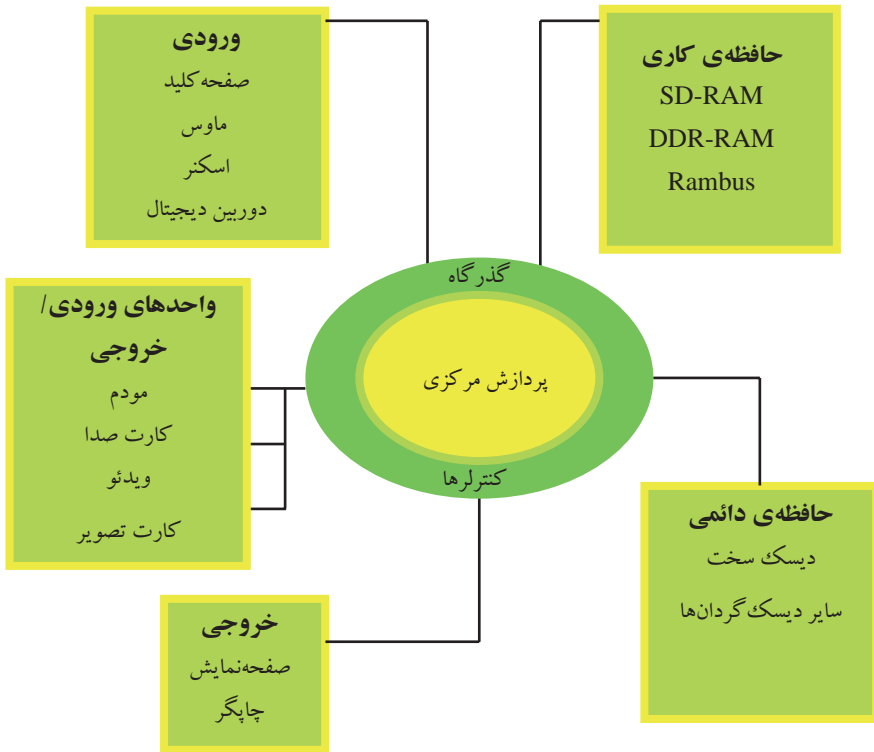 حافظه‌ی کاری
SD-RAM
DDR-RAM
Rambus
ورودی
صفحه کلید
ماوس
اسکنر
دوربین دیجیتال
گذرگاه
پردازش مرکزی
کنترلرها
واحدهای ورودی/
خروجی
مودم
کارت صدا
ویدئو
کارت تصویر
حافظه‌ی دائمی
دیسک سخت
سایر دیسک‌گردان‌ها
خروجی
صفحه‌نمایش
چاپگر